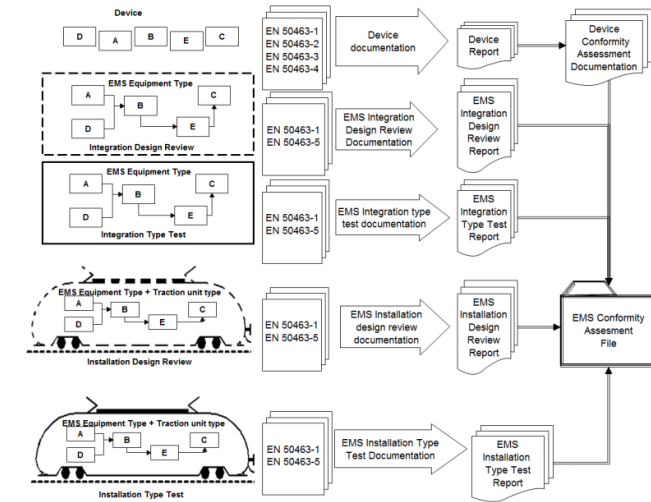 Device
D
A
B
E
C
EN 50463-1
EN 50463-2
EN 50463-3
EN 50463-4
Device
documentation
Device
Report
Device
Conformity
Assessment
Documentation
EMS Equipment Type
A
B
C
D
E
Integration Design Review
EN 50463-1
EN 50463-5
EMS Integration
Design Review
Documentation
EMS
Integration
Design
Review
Report
EMS Equipment Type
A
B
C
D
E
Integration Type Test
EN 50463-1
EN 50463-5
EMS Integration type
test documentation
EMS
Integration
Type Test
Report
EMS Equipment Type + Traction unit type
A
B
C
D
E
Installation Design Review
EN 50463-1
EN 50463-5
EMS Installation
design review
documentation
EMS
Installation
Design
Review
Report
EMS Conformity
Assesment
File
EMS Equipment Type + Traction unit type
A
B
C
D
E
Installation Type Test
EN 50463-1
EN 50463-5
EMS Installation Type
Test Documentation
EMS
Installation
Type Test
Report